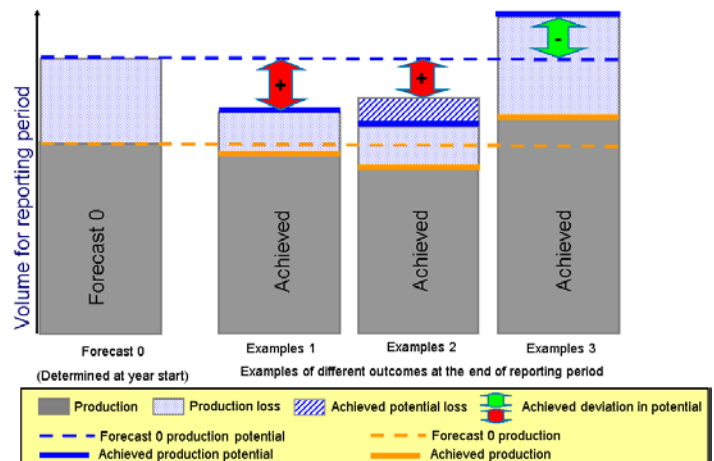 Volume for reporting period
Forecast 0
Achieved
+
Achieved
+
Achieved
-
Forecast 0
(Determined at year start)
Examples 1
Examples 2
Examples 3
Examples of different outcomes at the end of reporting period
Production
Production loss
Achieved potential loss
Achieved deviation in potential
Forecast 0 production potential
Forecast 0 production
Achieved production potential
Achieved production